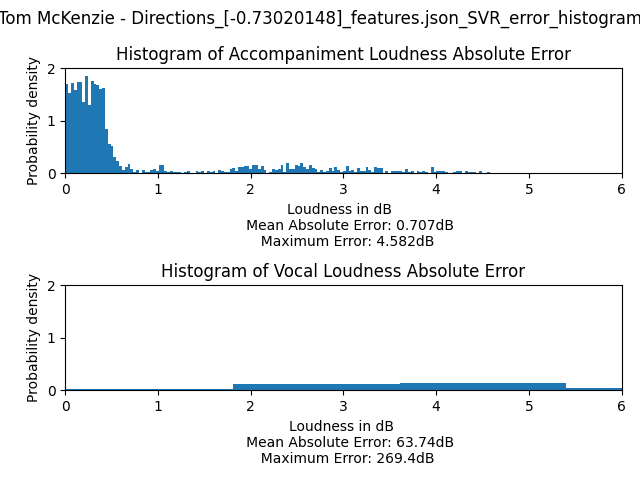 Tom McKenzie - Directions_[-0.73020148]_features.json_SVR_error_histogram
Histogram of Accompaniment Loudness Absolute Error
Probability density
2
1
0
0 1 2 3 4 5 6
Loudness in dB
Mean Absolute Error: 0.707dB
Maximum Error: 4.582dB
Histogram of Vocal Loudness Absolute Error
Probability density
2
1
0
0 1 2 3 4 5 6
Loudness in dB
Mean Absolute Error: 63.74dB
Maximum Error: 269.4dB